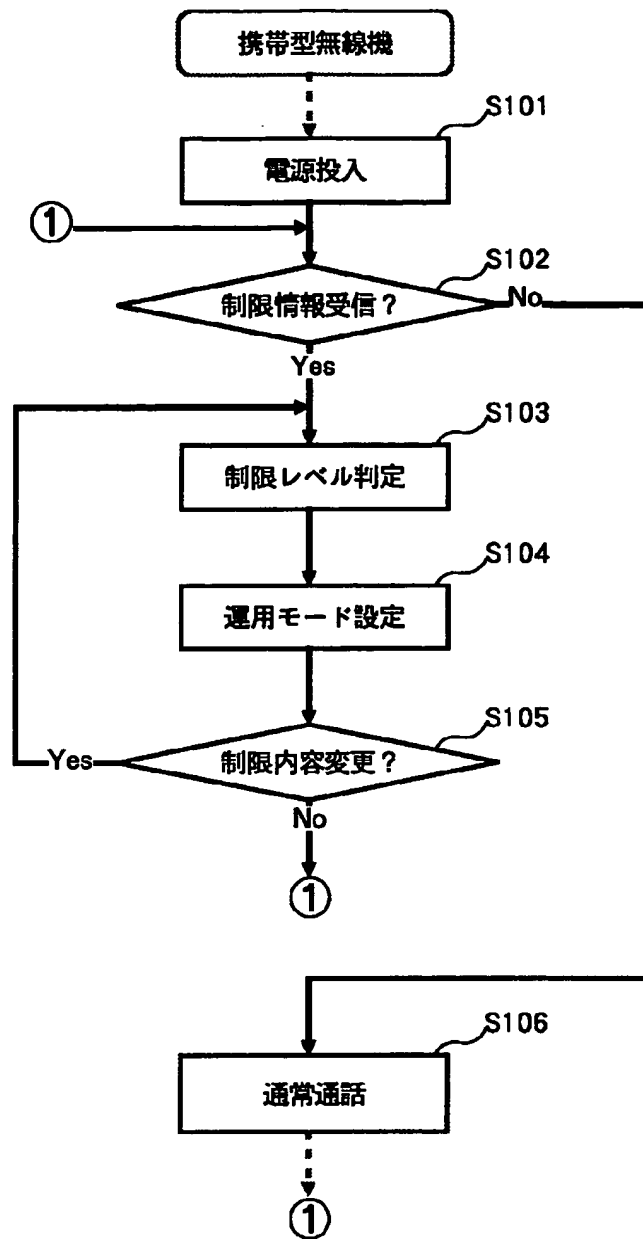 携帯型無線機
S101
電源投入
①
S102
制限情報受信？
No
Yes
S103
制限レベル判定
S104
運用モード設定
S105
制限内容変更？
Yes
No
①
S106
通常通話
①